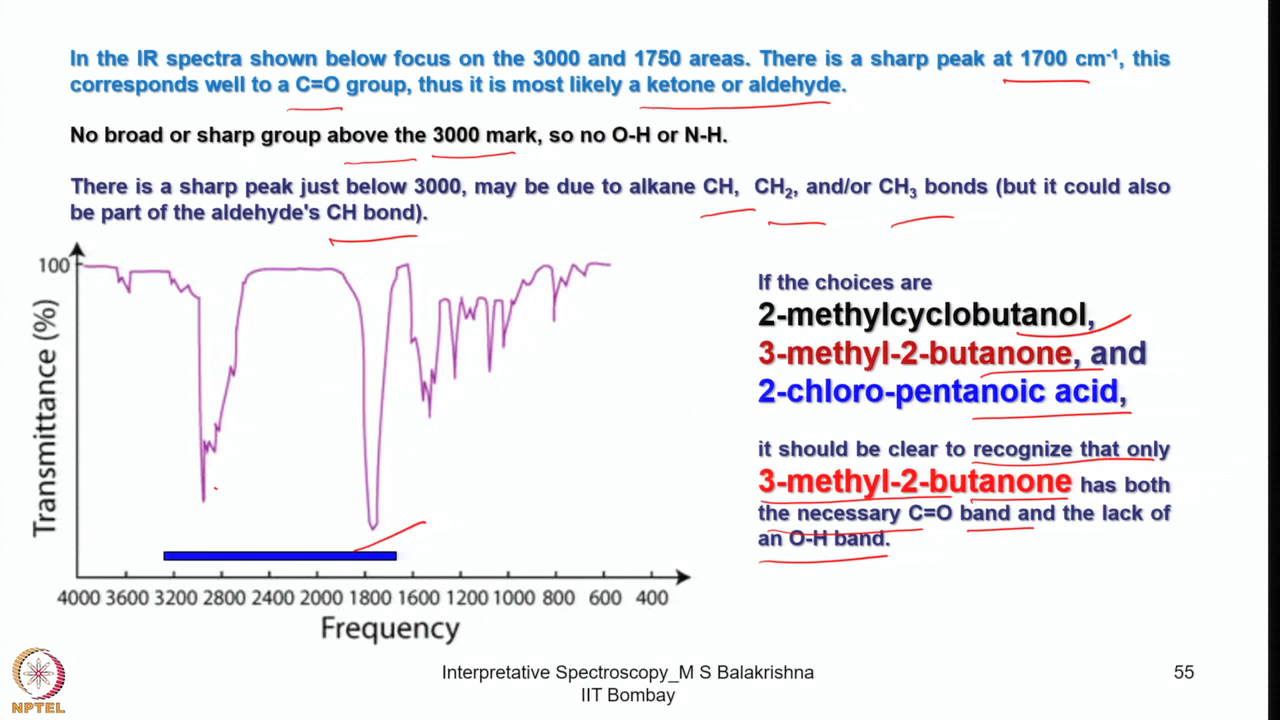 In the IR spectra shown below focus on the 3000 and 1750 areas. There is a sharp peak at 1700 cm-1, this
corresponds well to a C=O group, thus it is most likely a ketone or aldehyde.
No broad or sharp group above the 3000 mark, so no O-H or N-H.
There is a sharp peak just below 3000, may be due to alkane CH, CH2, and/or CH3 bonds (but it could also
be part of the aldehyde's CH bond).
100
Transmittance (%)
4000 3600 3200 2800 2400 2000 1800 1600 1200 1000 800 600 400
Frequency
If the choices are
2-methylcyclobutanol,
3-methyl-2-butanone, and
2-chloro-pentanoic acid,
it should be clear to recognize that only
3-methyl-2-butanone has both
the necessary C=O band and the lack of
an O-H band.
NPTEL
Interpretative Spectroscopy_M S Balakrishna
IIT Bombay
55